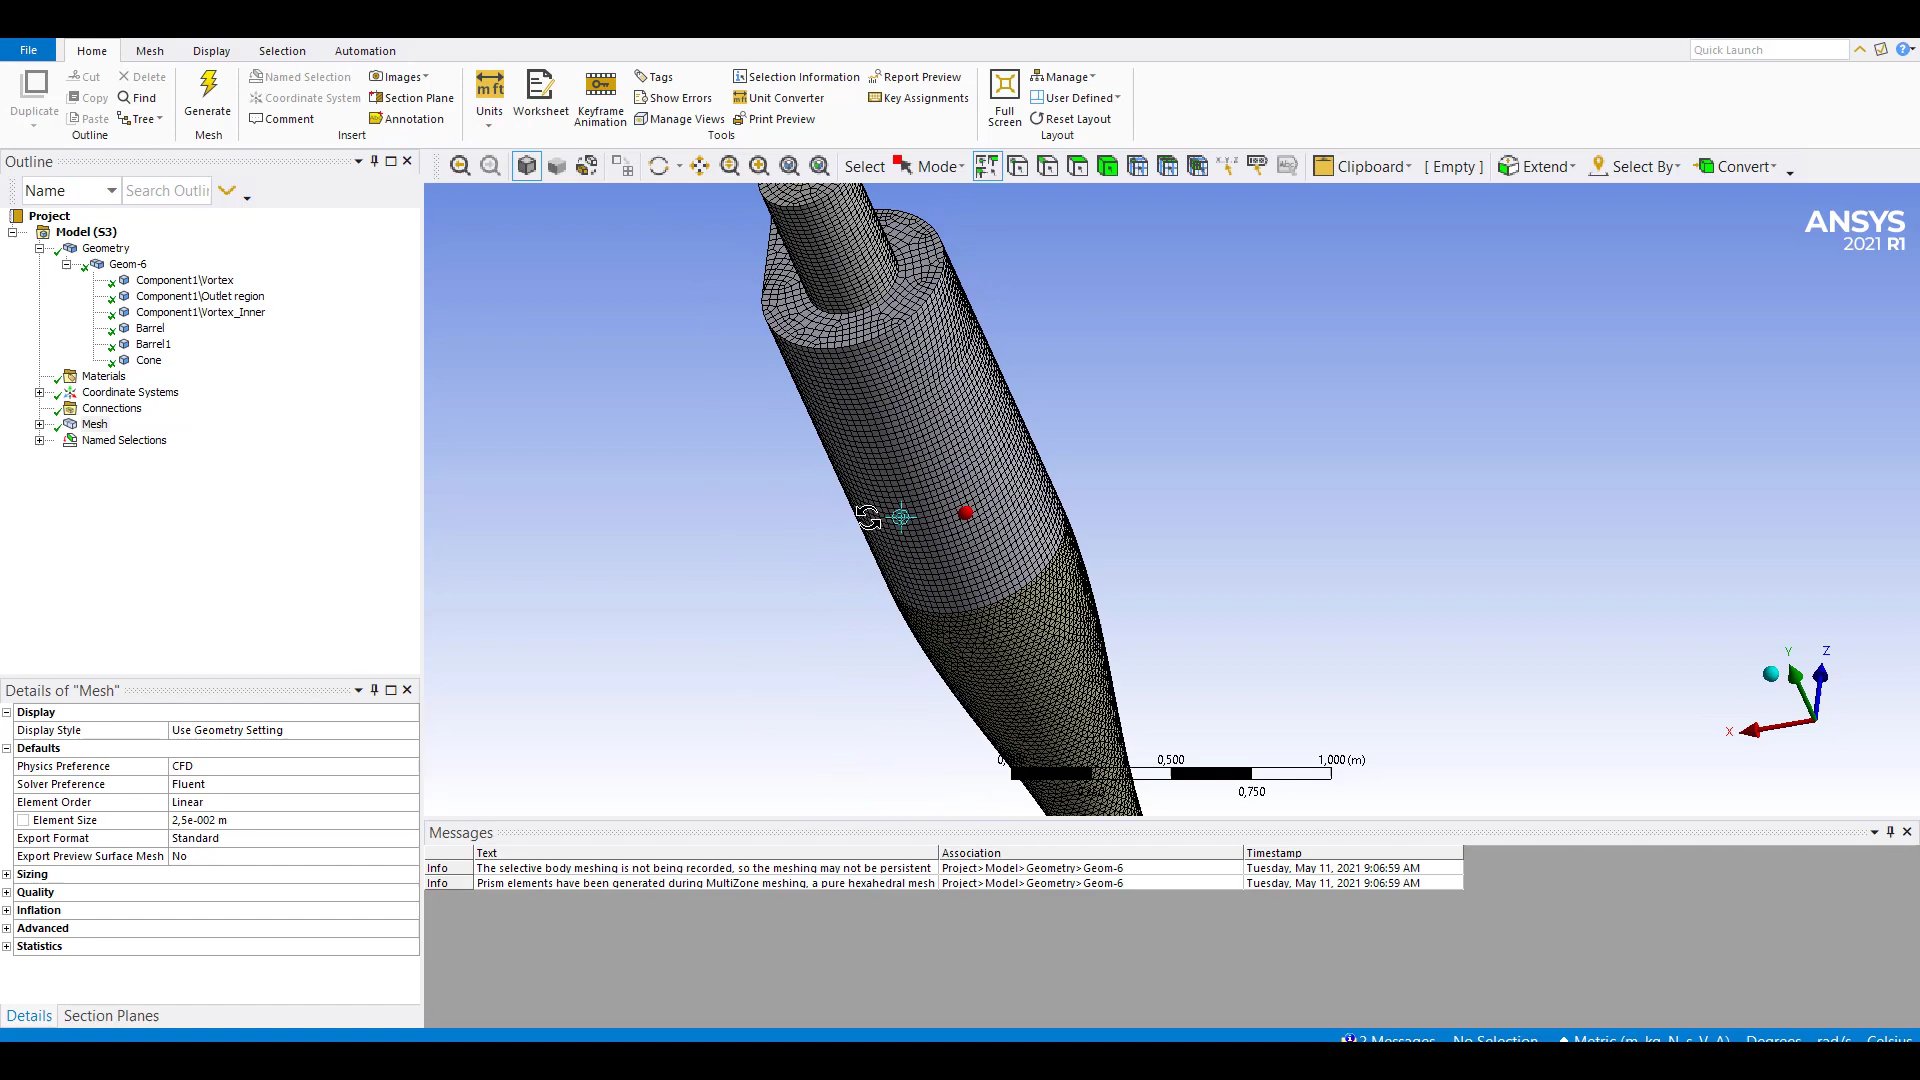 File Home Mesh Display Selection Automation Quick Launch
Duplicate Cut Delete Generate Named Selection Images Units Worksheet Keyframe Animation Tags Selection Information Report Preview Full Screen Manage
Copy Find Coordinate System Section Plane Show Errors Unit Converter Key Assignments User Defined
Paste Tree Comment Annotation Manage Views Print Preview Reset Layout
Outline Mesh Insert Tools Layout
Outline
Select Mode Clipboard [ Empty ] Extend Select By Convert
Name Search Outlin
Project
Model (S3)
Geometry
Geom-6
Component1\Vortex
Component1\Outlet region
Component1\Vortex_Inner
Barrel
Barrel1
Cone
Materials
Coordinate Systems
Connections
Mesh
Named Selections
ANSYS
2021 R1
Y Z
X
0, 0,500 1,000 (m)
0,750
Details of "Mesh"
Display
Display Style Use Geometry Setting
Defaults
Physics Preference CFD
Solver Preference Fluent
Element Order Linear
Element Size 2,5e-002 m
Export Format Standard
Export Preview Surface Mesh No
Sizing
Quality
Inflation
Advanced
Statistics
Details Section Planes
Messages
Text Association Timestamp
Info The selective body meshing is not being recorded, so the meshing may not be persistent Project>Model>Geometry>Geom-6 Tuesday, May 11, 2021 9:06:59 AM
Info Prism elements have been generated during MultiZone meshing, a pure hexahedral mesh Project>Model>Geometry>Geom-6 Tuesday, May 11, 2021 9:06:59 AM
Messages No Selection Metric (m, kg, N, s, V, A) Degrees rad/s Celsius